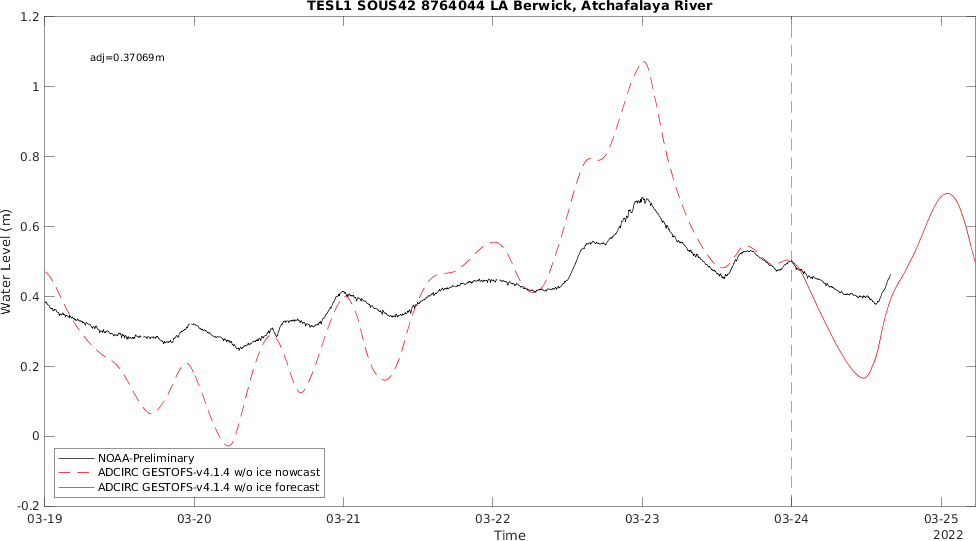 TESL1 SOUS42 8764044 LA Berwick, Atchafalaya River
1.2
adj=0.37069m
1
0.8
0.6
Water Level (m)
0.4
0.2
0
NOAA-Preliminary
ADCIRC GESTOFS-v4.1.4 w/o ice nowcast
ADCIRC GESTOFS-v4.1.4 w/o ice forecast
-0.2
03-19 03-20 03-21 03-22 03-23 03-24 03-25
Time
2022